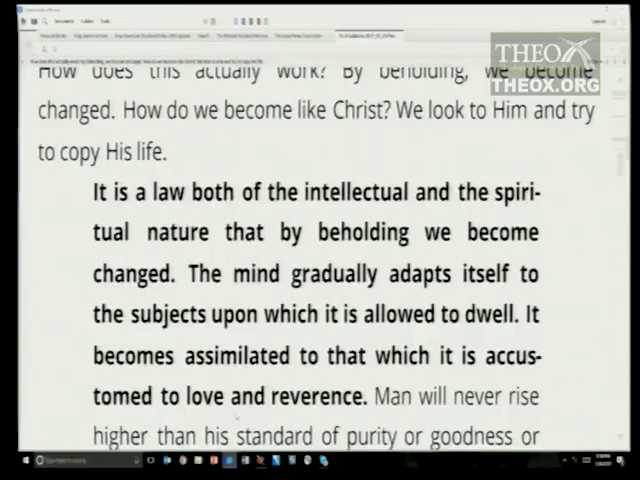 THEOX
THEOX.ORG
How does this actually work? By beholding, we become
changed. How do we become like Christ? We look to Him and try
to copy His life.
It is a law both of the intellectual and the spiri-
tual nature that by beholding we become
changed. The mind gradually adapts itself to
the subjects upon which it is allowed to dwell. It
becomes assimilated to that which it is accus-
tomed to love and reverence. Man will never rise
higher than his standard of purity or goodness or